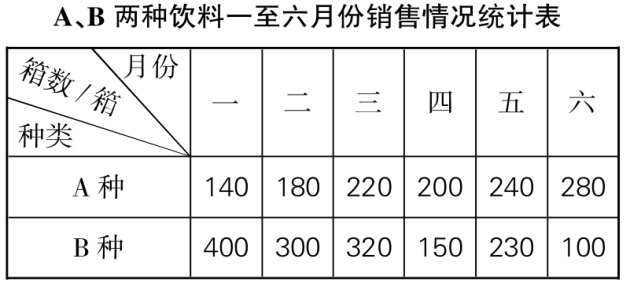 A、B 两种饮料一至六月份销售情况统计表
月份
箱数/箱
种类
一 二 三 四 五 六
A 种 140 180 220 200 240 280
B 种 400 300 320 150 230 100